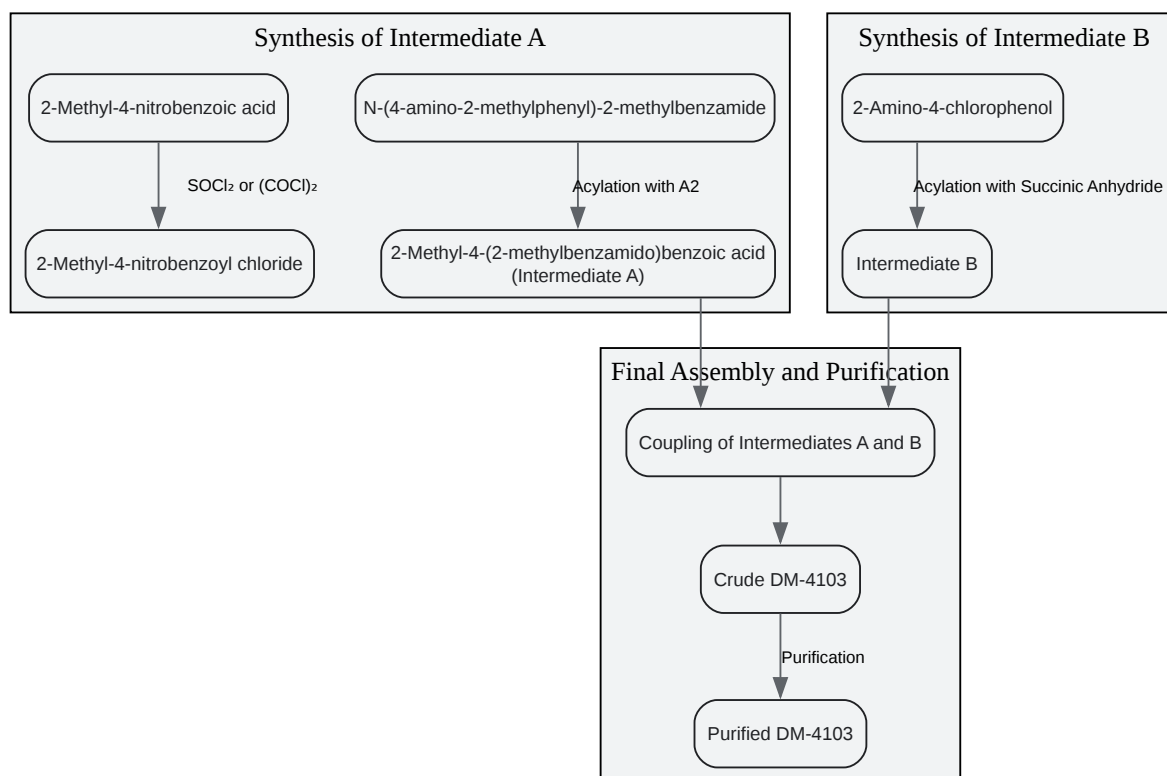 Synthesis of Intermediate A
2-Methyl-4-nitrobenzoic acid
N-(4-amino-2-methylphenyl)-2-methylbenzamide
SOCl₂ or (COCl)₂
Acylation with A2
2-Methyl-4-nitrobenzoyl chloride
2-Methyl-4-(2-methylbenzamido)benzoic acid
(Intermediate A)
Synthesis of Intermediate B
2-Amino-4-chlorophenol
Acylation with Succinic Anhydride
Intermediate B
Final Assembly and Purification
Coupling of Intermediates A and B
Crude DM-4103
Purification
Purified DM-4103